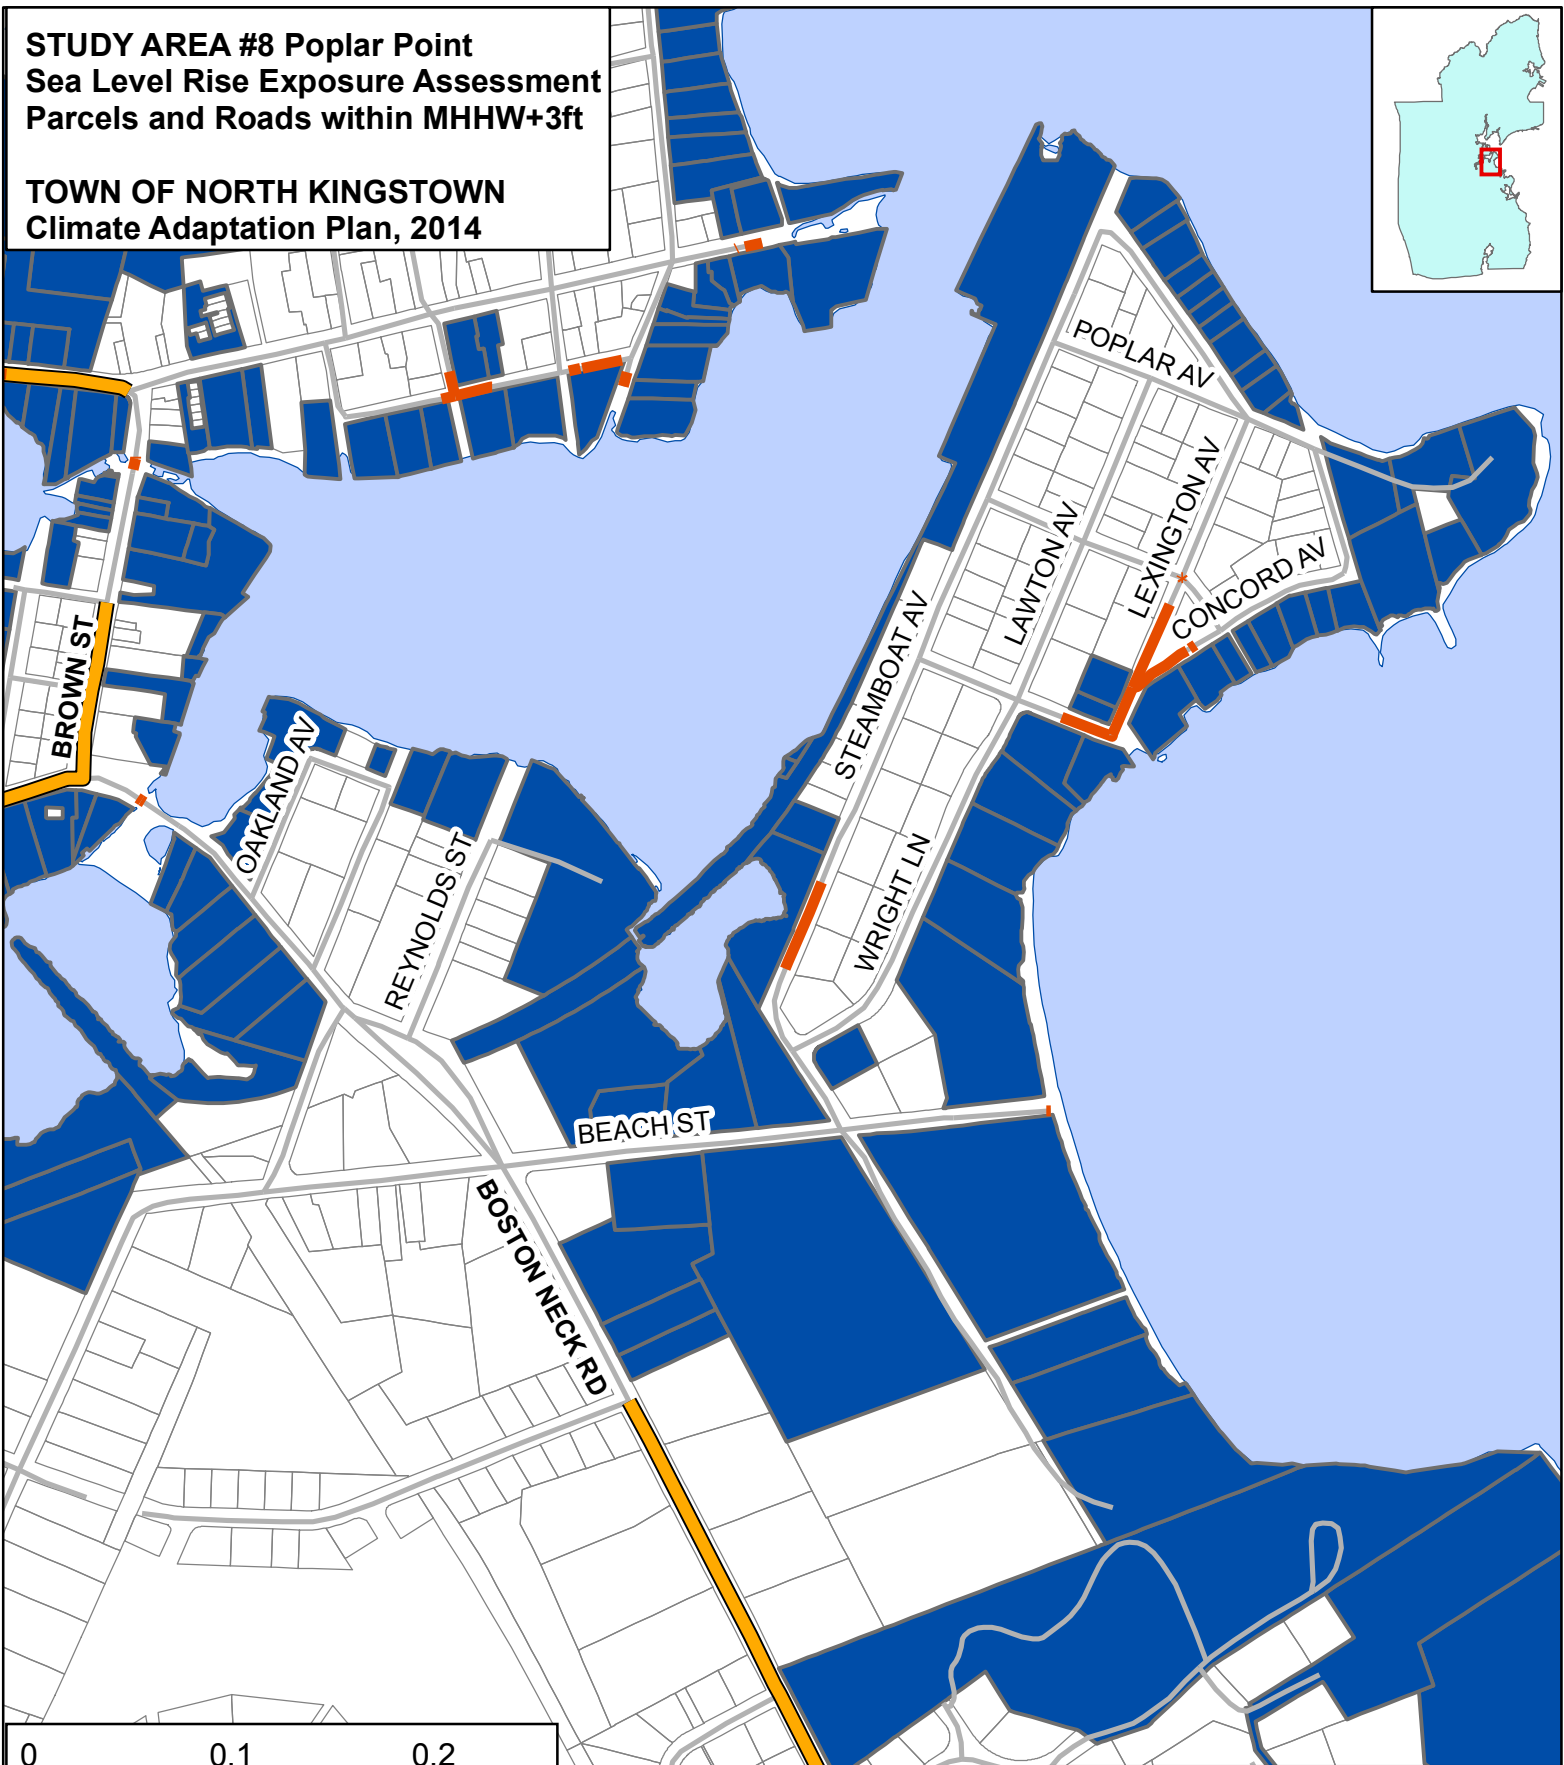 STUDY AREA #8 Poplar Point
Sea Level Rise Exposure Assessment
Parcels and Roads within MHHW+3ft
TOWN OF NORTH KINGSTOWN
Climate Adaptation Plan, 2014
POPLAR AV
LEXINGTON AV
LAWTON AV
CONCORD AV
STEAMBOAT AV
BROWN ST
OAKLAND AV
REYNOLDS ST
WRIGHT LN
BEACH ST
BOSTON NECK RD
0 0.1 0.2